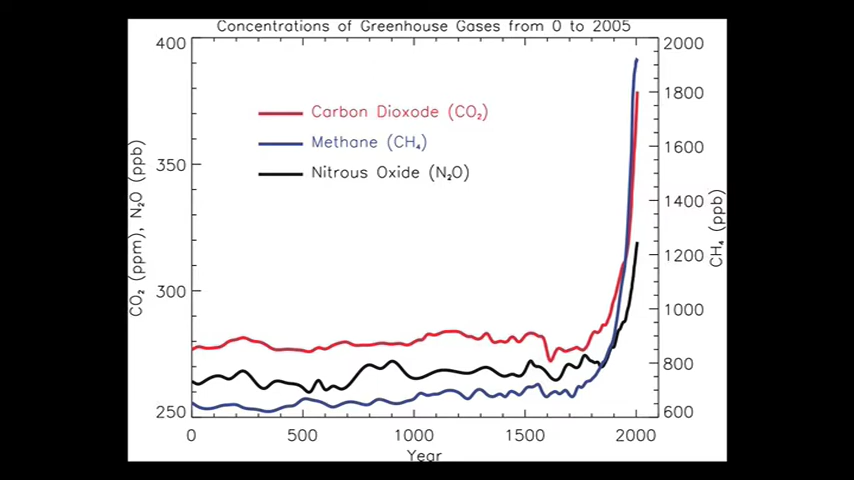 Concentrations of Greenhouse Gases from 0 to 2005
400
350
300
250
CO₂ (ppm), N₂O (ppb)
2000
1800
1600
1400
1200
1000
800
600
CH₄ (ppb)
Carbon Dioxode (CO₂)
Methane (CH₄)
Nitrous Oxide (N₂O)
0 500 1000 1500 2000
Year